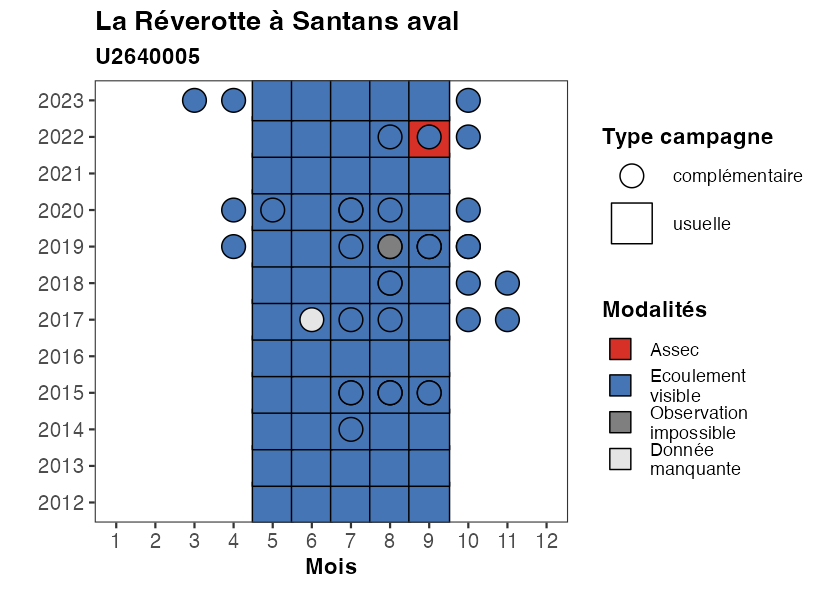 La Réverotte à Santans aval
U2640005
2023
2022
2021
2020
2019
2018
2017
2016
2015
2014
2013
2012
1 2 3 4 5 6 7 8 9 10 11 12
Mois
Type campagne
complémentaire
usuelle
Modalités
Assec
Ecoulement
visible
Observation
impossible
Donnée
manquante